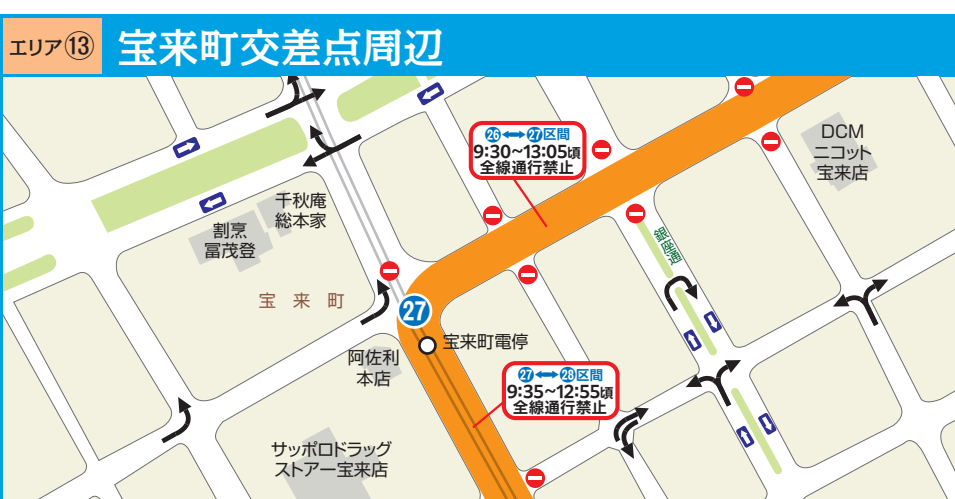 エリア⑬ 宝来町交差点周辺
㉖⟷㉗区間
9:30~13:05頃
全線通行禁止
DCM
ニコット
宝来店
千秋庵
総本家
割烹
冨茂登
銀座通
宝来町
㉗
宝来町電停
阿佐利
本店
㉗⟷㉘区間
9:35~12:55頃
全線通行禁止
サッポロドラッグ
ストアー宝来店